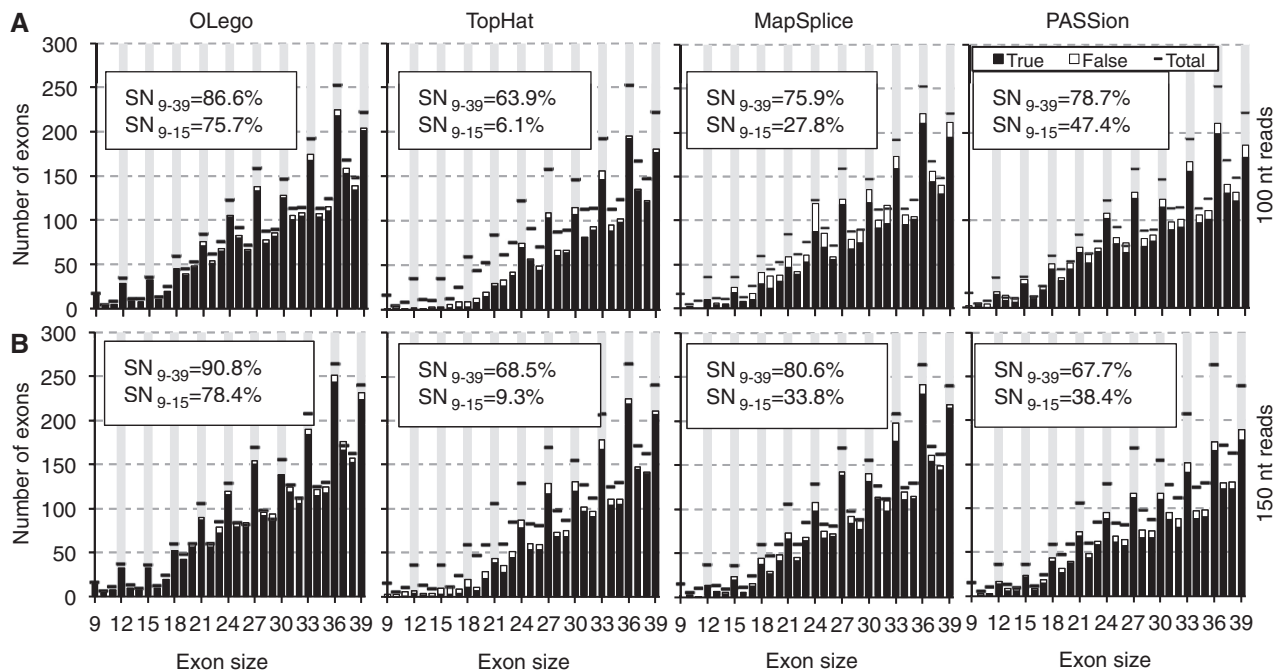 OLego TopHat MapSplice PASSion
A
300
250
200
150
100
50
0
Number of exons
SN 9-39=86.6%
SN 9-15=75.7%
SN 9-39=63.9%
SN 9-15=6.1%
SN 9-39=75.9%
SN 9-15=27.8%
True False Total
SN 9-39=78.7%
SN 9-15=47.4%
100 nt reads
B
300
250
200
150
100
50
0
Number of exons
SN 9-39=90.8%
SN 9-15=78.4%
SN 9-39=68.5%
SN 9-15=9.3%
SN 9-39=80.6%
SN 9-15=33.8%
SN 9-39=67.7%
SN 9-15=38.4%
150 nt reads
9 12 15 18 21 24 27 30 33 36 39 9 12 15 18 21 24 27 30 33 36 39 9 12 15 18 21 24 27 30 33 36 39 9 12 15 18 21 24 27 30 33 36 39
Exon size Exon size Exon size Exon size